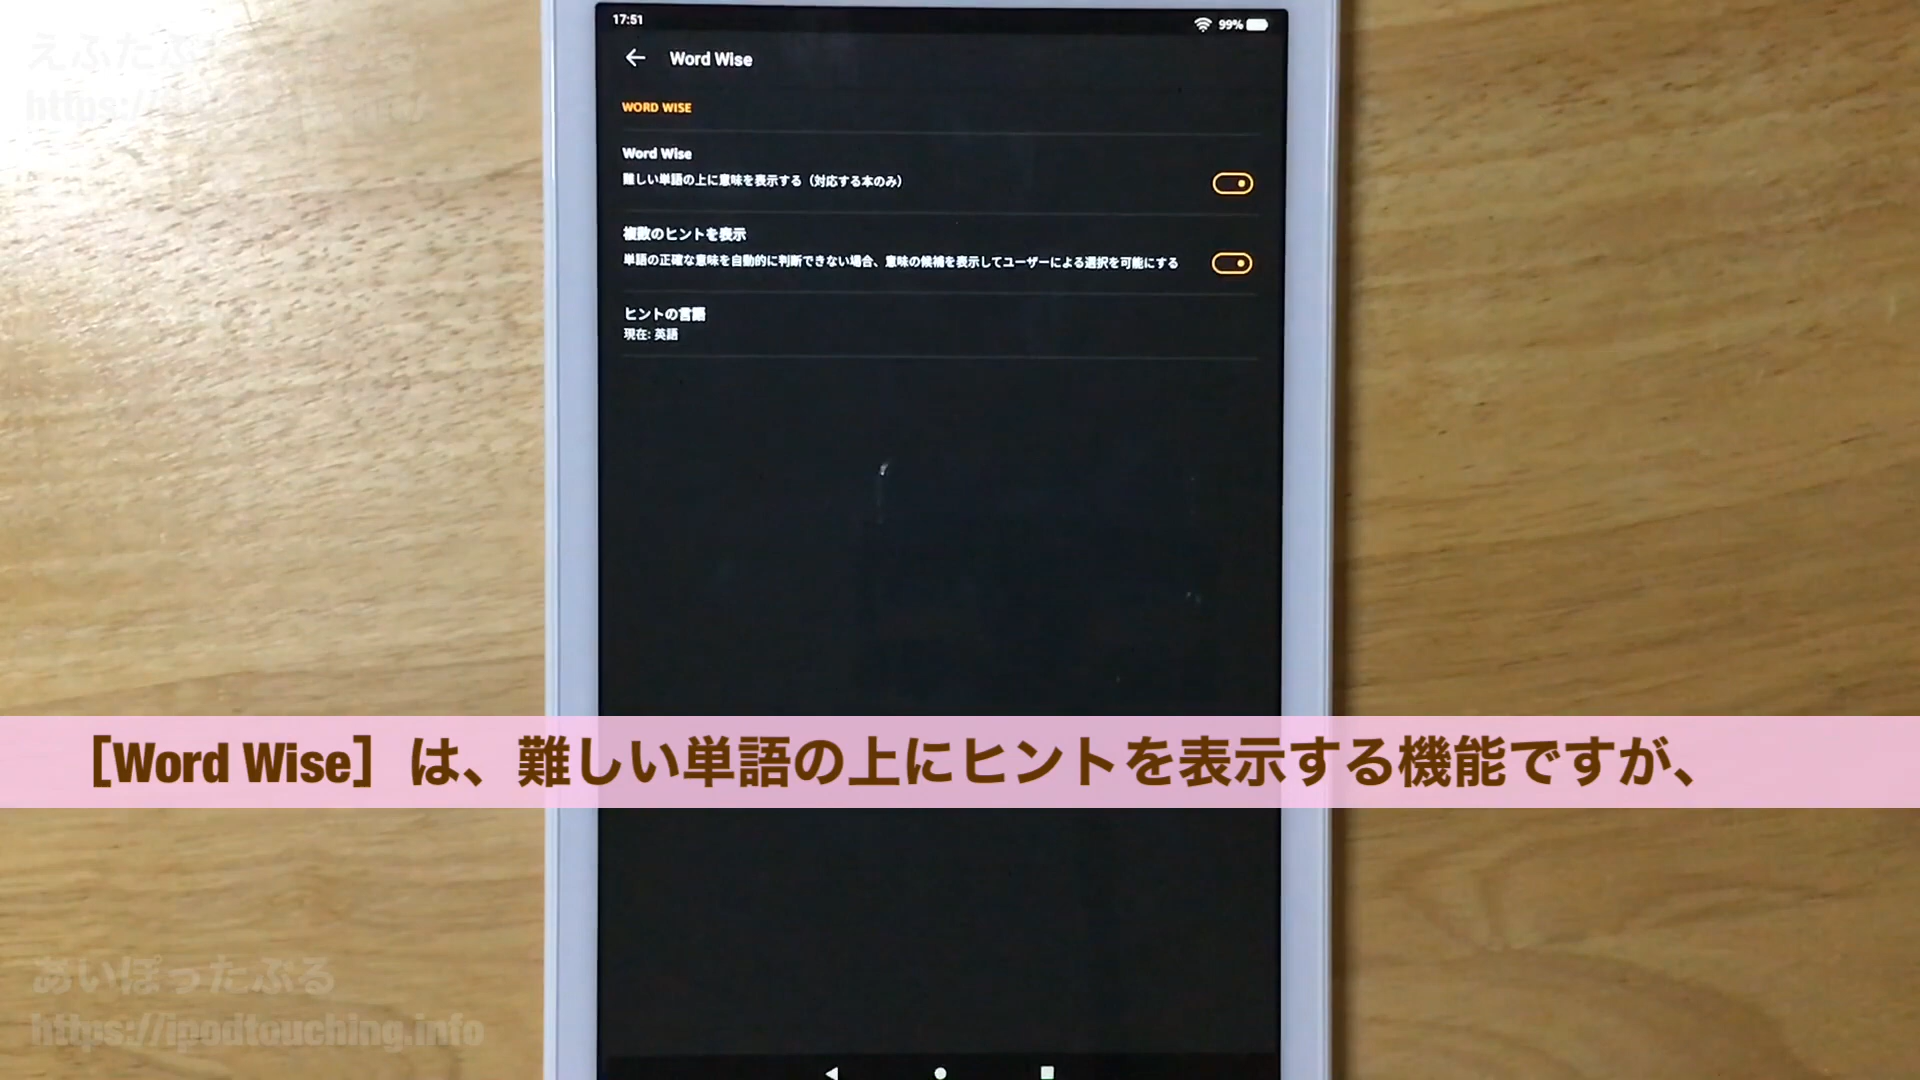 えふたぶ
https://
17:51
99%
Word Wise
WORD WISE
Word Wise
難しい単語の上に意味を表示する（対応する本のみ）
複数のヒントを表示
単語の正確な意味を自動的に判断できない場合、意味の候補を表示してユーザーによる選択を可能にする
ヒントの言語
現在: 英語
［Word Wise］は、難しい単語の上にヒントを表示する機能ですが、
あいぽったぶる
https://ipodtouching.info